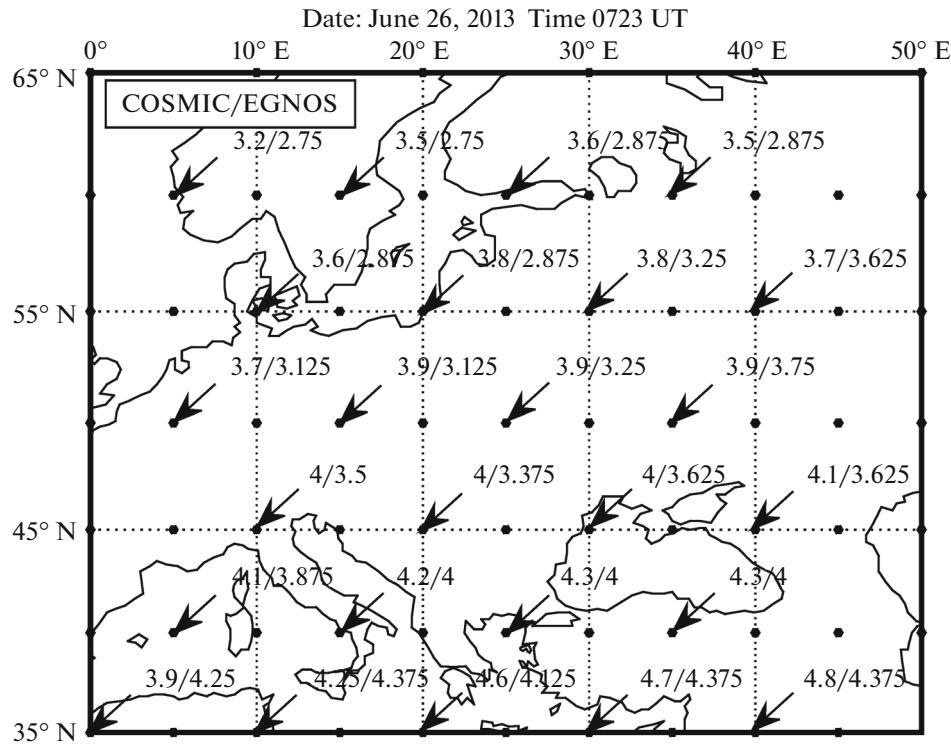 Date: June 26, 2013 Time 0723 UT
0° 10° E 20° E 30° E 40° E 50° E
65° N
COSMIC/EGNOS
3.2/2.75 3.5/2.75 3.6/2.875 3.5/2.875
3.6/2.875 3.8/2.875 3.8/3.25 3.7/3.625
55° N
3.7/3.125 3.9/3.125 3.9/3.25 3.9/3.75
4/3.5 4/3.375 4/3.625 4.1/3.625
45° N
4.1/3.875 4.2/4 4.3/4 4.3/4
3.9/4.25 4.25/4.375 4.6/4.125 4.7/4.375 4.8/4.375
35° N